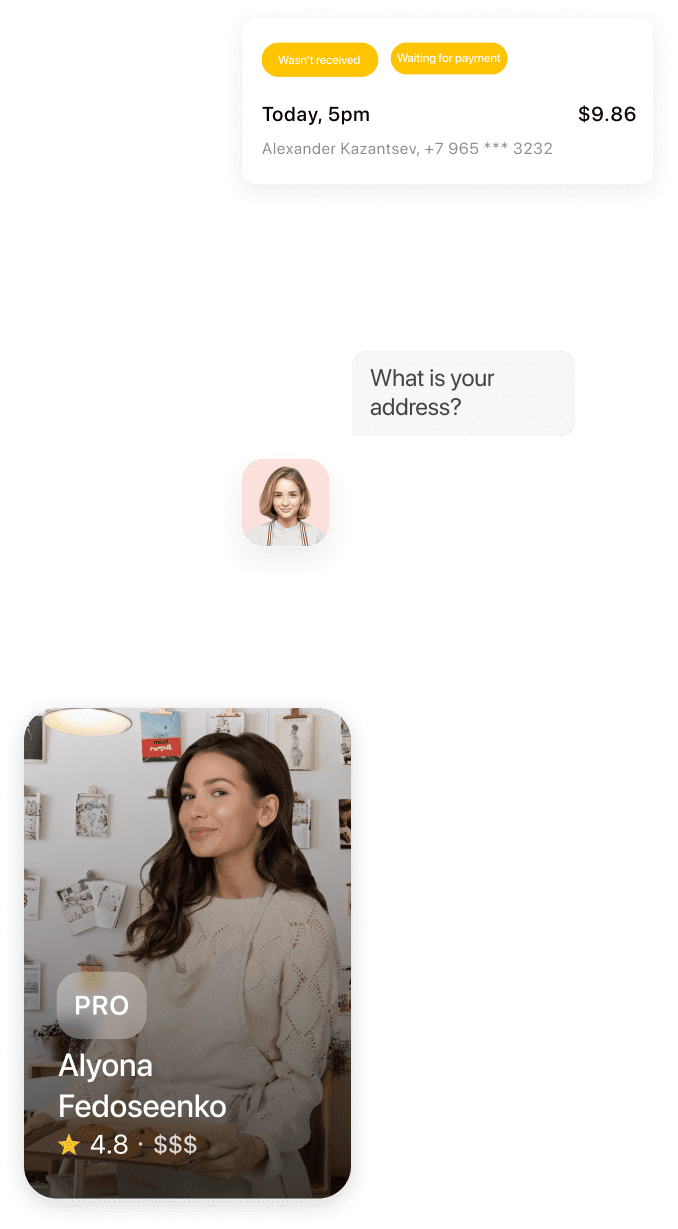 Wasn't received
Waiting for payment
Today, 5pm
$9.86
Alexander Kazantsev, +7 965 *** 3232
What is your
address?
PRO
Alyona
Fedoseenko
4.8 · $$$